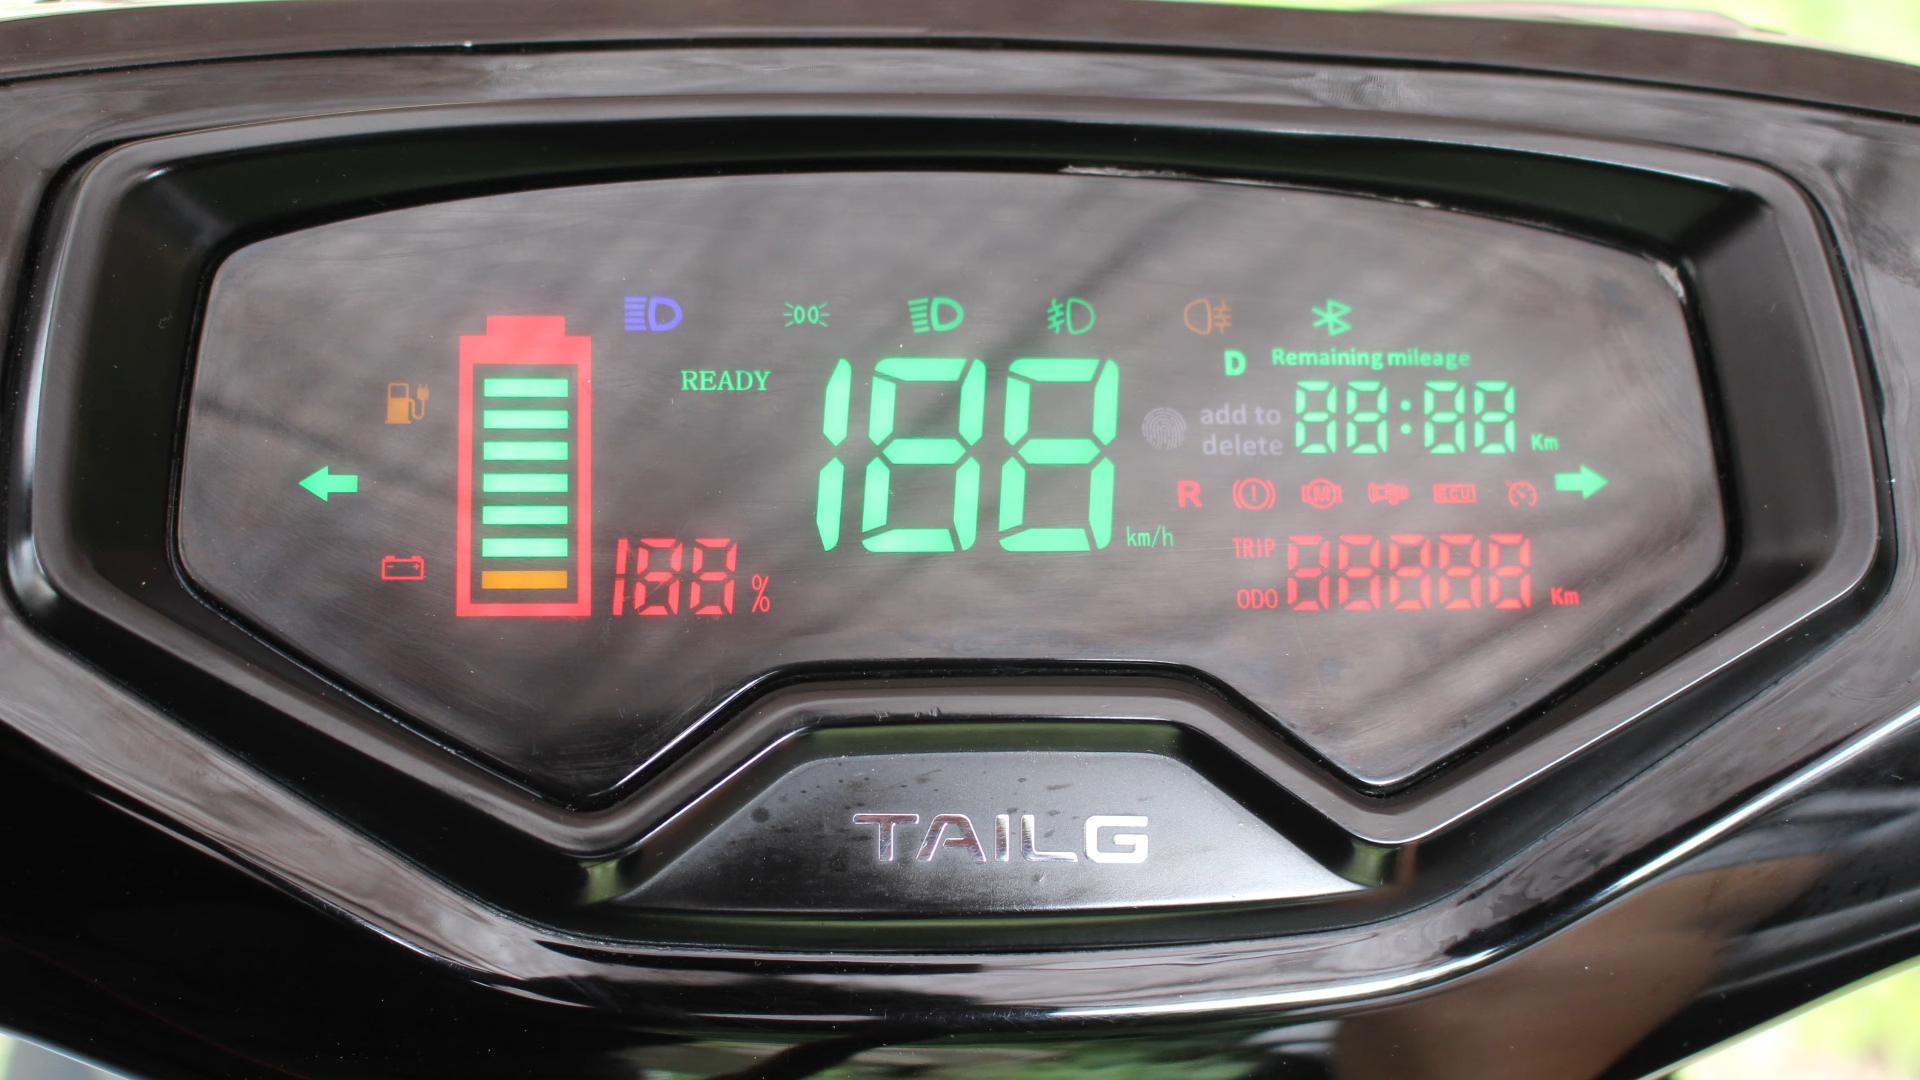 READY
188
km/h
188 %
D
Remaining mileage
add to
delete
88:88 Km
R
M
ECU
TRIP
ODO
88888 Km
TAILG